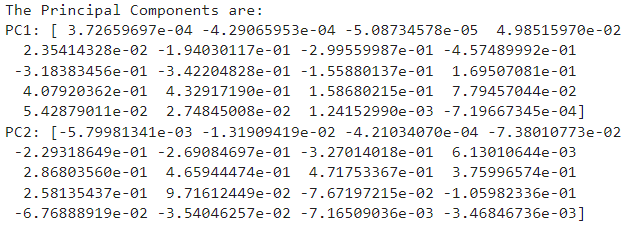 The Principal Components are:
PC1: [ 3.72659697e-04 -4.29065953e-04 -5.08734578e-05  4.98515970e-02
  2.35414328e-02 -1.94030117e-01 -2.99559987e-01 -4.57489992e-01
 -3.18383456e-01 -3.42204828e-01 -1.55880137e-01  1.69507081e-01
  4.07920362e-01  4.32917190e-01  1.58680215e-01  7.79457044e-02
  5.42879011e-02  2.74845008e-02  1.24152990e-03 -7.19667345e-04]
PC2: [-5.79981341e-03 -1.31909419e-02 -4.21034070e-04 -7.38010773e-02
 -2.29318649e-01 -2.69084697e-01 -3.27014018e-01  6.13010644e-03
  2.86803560e-01  4.65944474e-01  4.71753367e-01  3.75996574e-01
  2.58135437e-01  9.71612449e-02 -7.67197215e-02 -1.05982336e-01
 -6.76888919e-02 -3.54046257e-02 -7.16509036e-03 -3.46846736e-03]